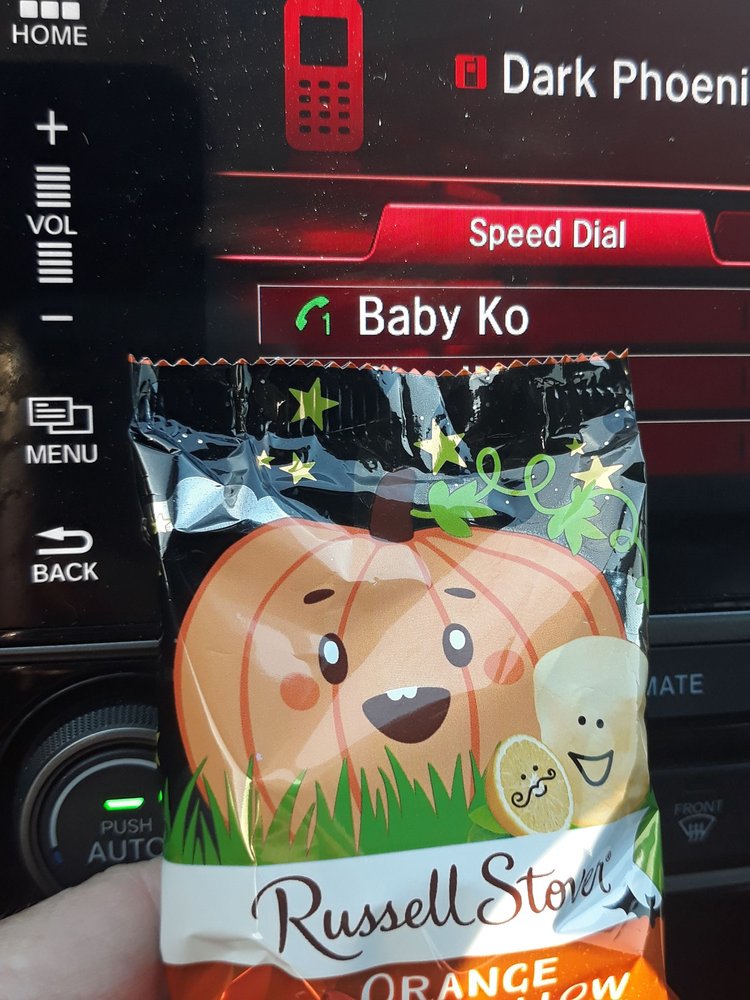 HOME
Dark Phoeni
VOL
Speed Dial
1 Baby Ko
MENU
BACK
MATE
PUSH
AUTO
FRONT
Russell Stover®
ORANGE